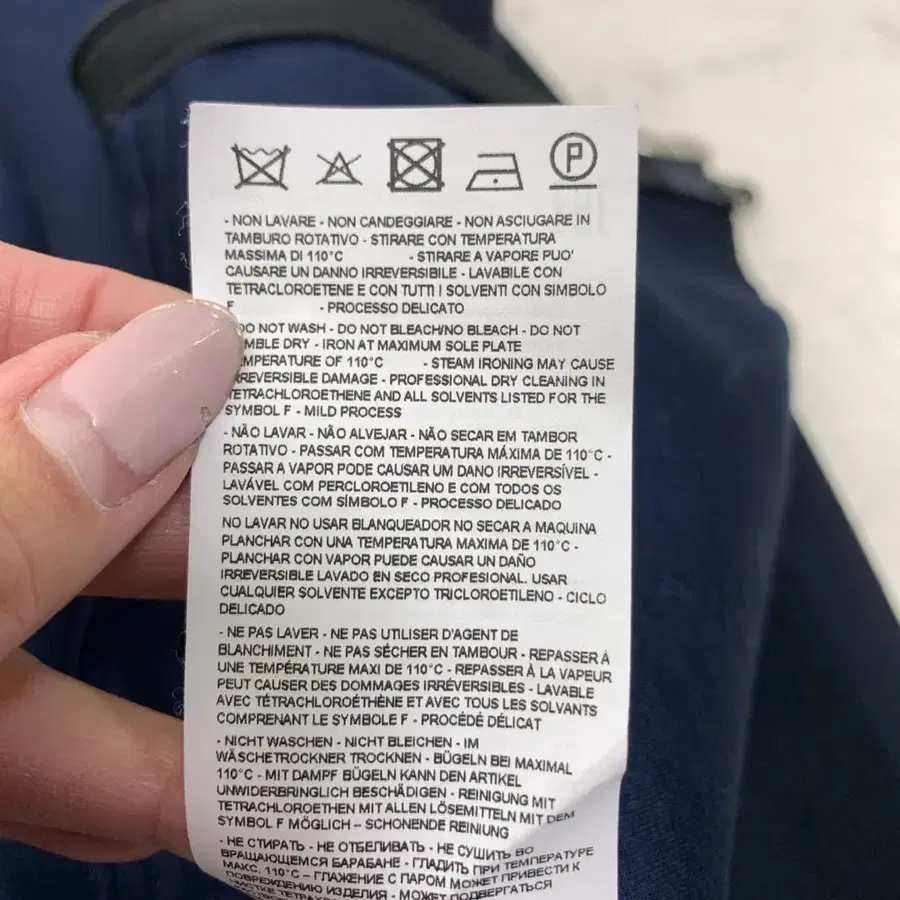 P
- NON LAVARE - NON CANDEGGIARE - NON ASCIUGARE IN
TAMBURO ROTATIVO - STIRARE CON TEMPERATURA
MASSIMA DI 110°C - STIRARE A VAPORE PUO'
CAUSARE UN DANNO IRREVERSIBILE - LAVABILE CON
TETRACLOROETENE E CON TUTTI I SOLVENTI CON SIMBOLO
F - PROCESSO DELICATO
DO NOT WASH - DO NOT BLEACH/NO BLEACH - DO NOT
MBLE DRY - IRON AT MAXIMUM SOLE PLATE
MPERATURE OF 110°C - STEAM IRONING MAY CAUSE
RREVERSIBLE DAMAGE - PROFESSIONAL DRY CLEANING IN
TETRACHLOROETHENE AND ALL SOLVENTS LISTED FOR THE
SYMBOL F - MILD PROCESS
- NÃO LAVAR - NÃO ALVEJAR - NÃO SECAR EM TAMBOR
ROTATIVO - PASSAR COM TEMPERATURA MÁXIMA DE 110°C -
PASSAR A VAPOR PODE CAUSAR UM DANO IRREVERSÍVEL -
LAVÁVEL COM PERCLOROETILENO E COM TODOS OS
SOLVENTES COM SÍMBOLO F - PROCESSO DELICADO
NO LAVAR NO USAR BLANQUEADOR NO SECAR A MAQUINA
PLANCHAR CON UNA TEMPERATURA MAXIMA DE 110°C -
PLANCHAR CON VAPOR PUEDE CAUSAR UN DAÑO
IRREVERSIBLE LAVADO EN SECO PROFESIONAL. USAR
CUALQUIER SOLVENTE EXCEPTO TRICLOROETILENO - CICLO
DELICADO
- NE PAS LAVER - NE PAS UTILISER D'AGENT DE
BLANCHIMENT - NE PAS SÉCHER EN TAMBOUR - REPASSER À
UNE TEMPÉRATURE MAXI DE 110°C - REPASSER À LA VAPEUR
PEUT CAUSER DES DOMMAGES IRRÉVERSIBLES - LAVABLE
AVEC TÉTRACHLOROÉTHÈNE ET AVEC TOUS LES SOLVANTS
COMPRENANT LE SYMBOLE F - PROCÉDÉ DÉLICAT
- NICHT WASCHEN - NICHT BLEICHEN - IM
WÄSCHETROCKNER TROCKNEN - BÜGELN BEI MAXIMAL
110°C - MIT DAMPF BÜGELN KANN DEN ARTIKEL
UNWIDERBRINGLICH BESCHÄDIGEN - REINIGUNG MIT
TETRACHLOROETHEN MIT ALLEN LÖSEMITTELN MIT DEM
SYMBOL F MÖGLICH – SCHONENDE REINIUNG
- НЕ СТИРАТЬ - НЕ ОТБЕЛИВАТЬ - НЕ СУШИТЬ ВО
ВРАЩАЮЩЕМСЯ БАРАБАНЕ - ГЛАДИТЬ ПРИ ТЕМПЕРАТУРЕ
МАКС. 110°C – ГЛАЖЕНИЕ С ПАРОМ МОЖЕТ ПРИВЕСТИ К
ПОВРЕЖДЕНИЮ ИЗДЕЛИЯ - МОЖЕТ ПОДВЕРГАТЬСЯ